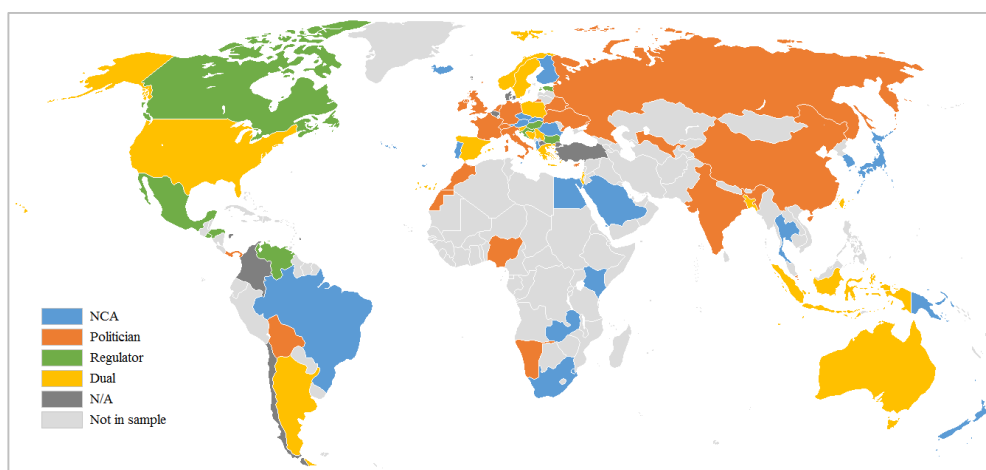 NCA
Politician
Regulator
Dual
N/A
Not in sample